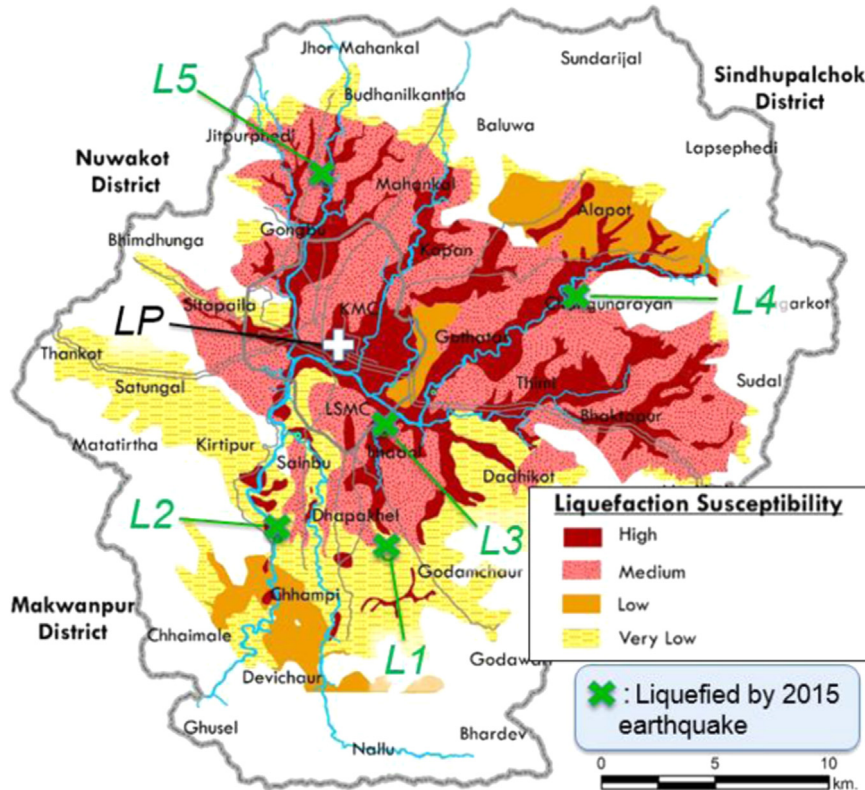 Jhor Mahankal
Sundarijal
L5
Sindhupalchok
District
Budhanilkantha
Jitpurphedi
Baluwa
Nuwakot
District
Lapsephedi
Mahankal
Alapot
Gongbu
Bhimdhunga
Kapan
L4
Sitapaila
KMC
LP
Gothatar
Thankot
Thimi
Satungal
Sudal
LSMC
Bhaktapur
Matatirtha
Kirtipur
Sainbu
Dadhikot
L2
Dhapakhel
L3
Godamchaur
Makwanpur
District
Chhampi
Chhaimale
L1
Devichaur
Ghusel
Nallu
Bhardev
Liquefaction Susceptibility
High
Medium
Low
Very Low
: Liquefied by 2015
earthquake
0
5
10
km.